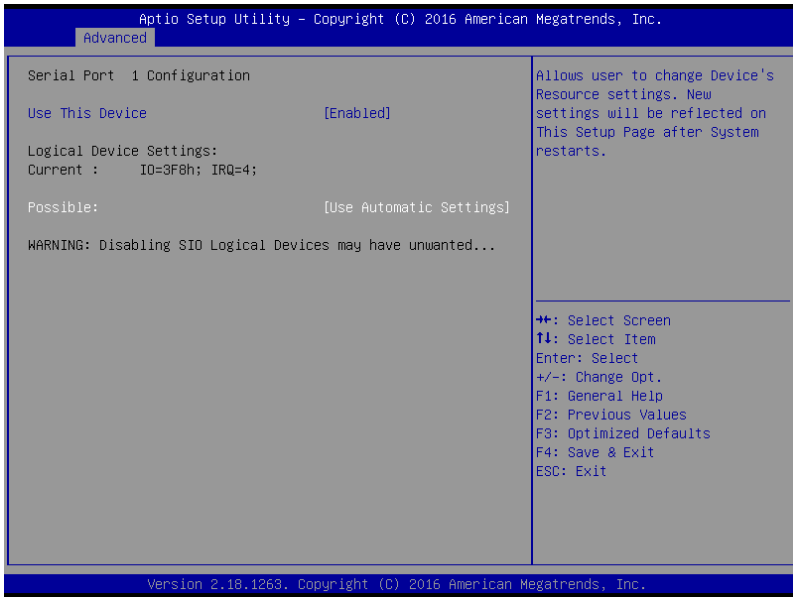 Aptio Setup Utility – Copyright (C) 2016 American Megatrends, Inc.
Advanced
Serial Port  1 Configuration
Use This Device [Enabled]
Logical Device Settings:
Current :     IO=3F8h; IRQ=4;
Possible: [Use Automatic Settings]
WARNING: Disabling SIO Logical Devices may have unwanted...
Allows user to change Device's
Resource settings. New
settings will be reflected on
This Setup Page after System
restarts.
→←: Select Screen
↑↓: Select Item
Enter: Select
+/-: Change Opt.
F1: General Help
F2: Previous Values
F3: Optimized Defaults
F4: Save & Exit
ESC: Exit
Version 2.18.1263. Copyright (C) 2016 American Megatrends, Inc.